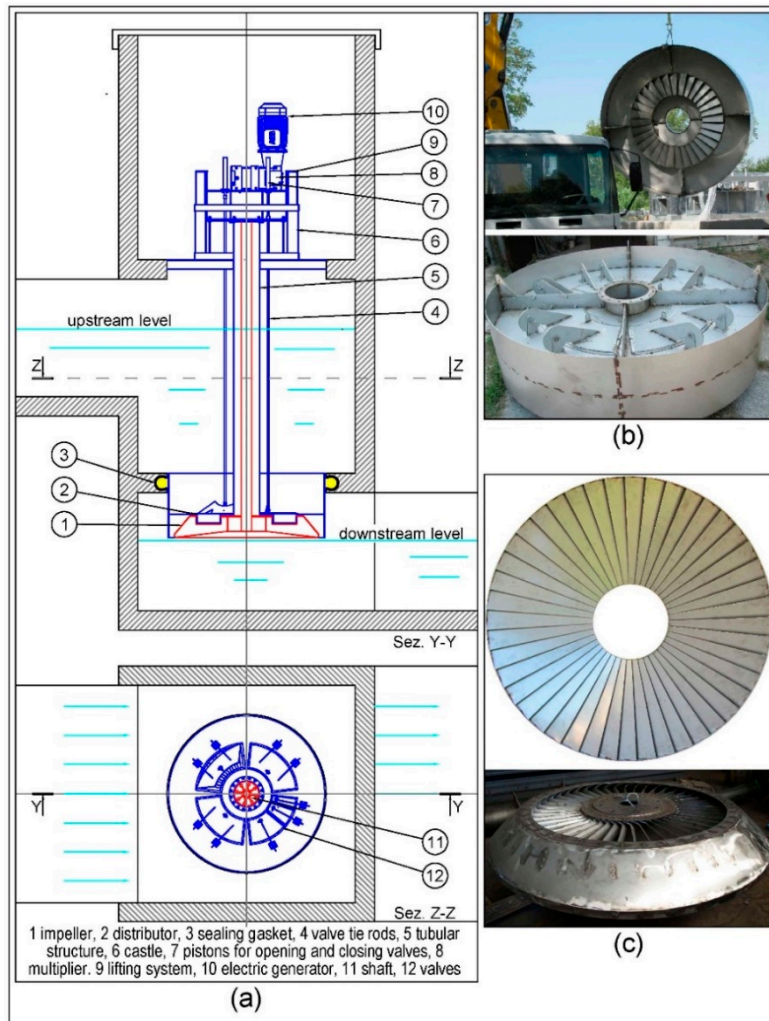 10
9
8
7
6
5
4
upstream level
Z
Z
3
2
1
downstream level
Sez. Y-Y
Y
Y
11
12
Sez. Z-Z
1 impeller, 2 distributor, 3 sealing gasket, 4 valve tie rods, 5 tubular
structure, 6 castle, 7 pistons for opening and closing valves, 8
multiplier. 9 lifting system, 10 electric generator, 11 shaft, 12 valves
(a)
(b)
(c)